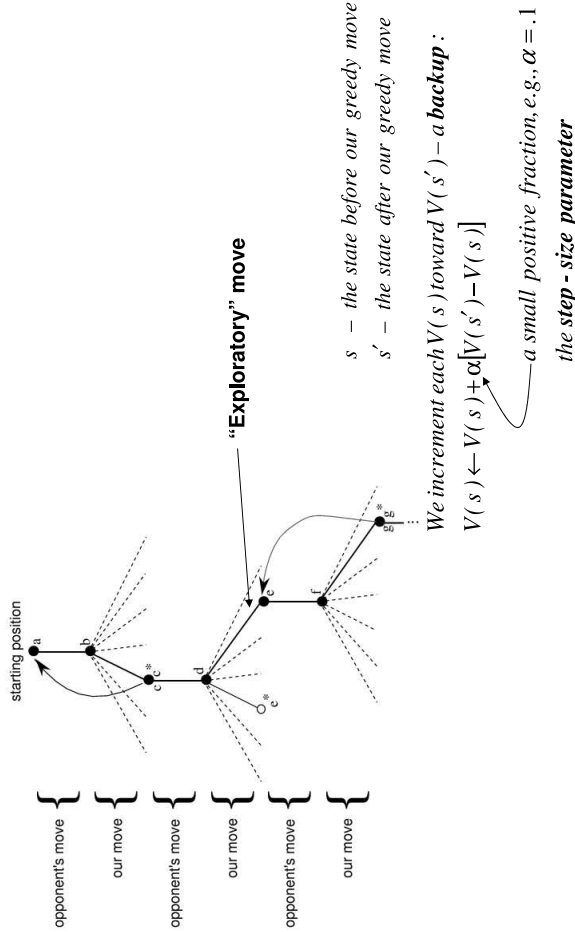 starting position
a
b
c c*
d
e* e
f
g g*
opponent's move
our move
opponent's move
our move
opponent's move
our move
“Exploratory” move
s – the state before our greedy move
s′ – the state after our greedy move
We increment each V(s) toward V(s′) – a backup :
V(s) ← V(s) + α[V(s′) – V(s)]
a small positive fraction, e.g., α = .1
the step - size parameter